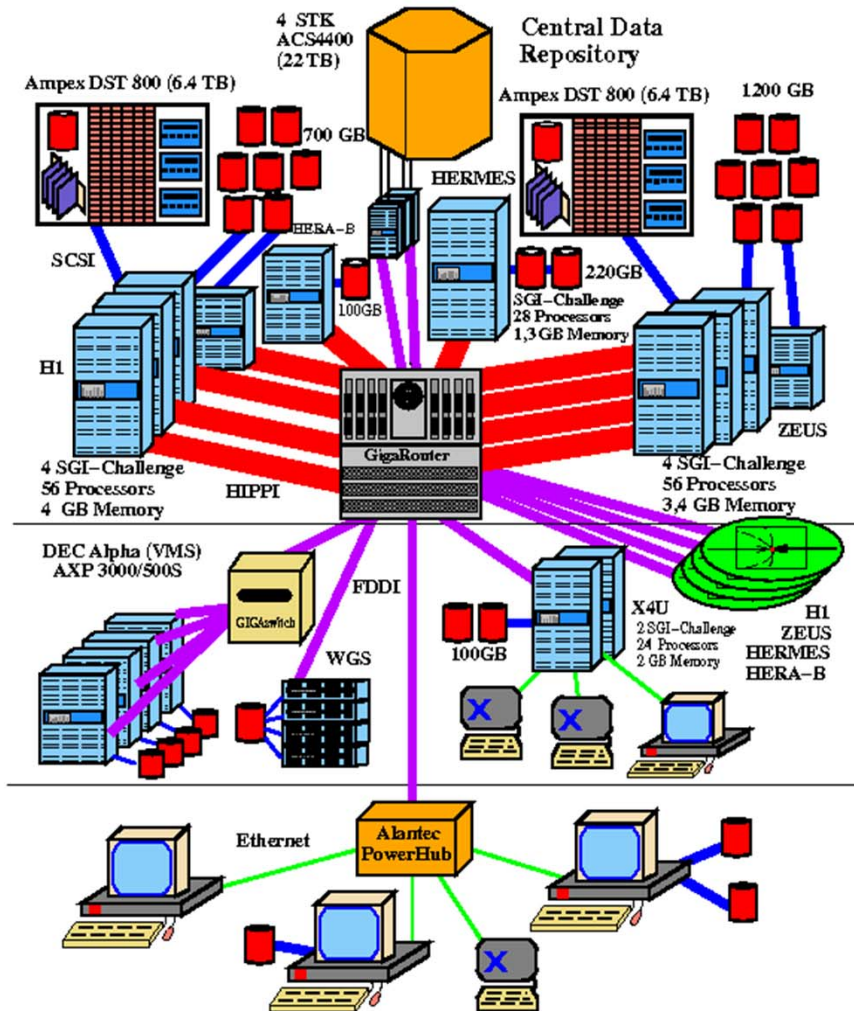 4 STK
ACS4400
(22 TB)
Central Data
Repository
Ampex DST 800 (6.4 TB)
700 GB
Ampex DST 800 (6.4 TB)
1200 GB
HERMES
HERA-B
SCSI
100GB
220GB
SGI-Challenge
28 Processors
1,3 GB Memory
H1
ZEUS
GigaRouter
4 SGI-Challenge
56 Processors
4 GB Memory
HIPPI
4 SGI-Challenge
56 Processors
3,4 GB Memory
DEC Alpha (VMS)
AXP 3000/500S
GIGAswitch
FDDI
WGS
100GB
X4U
2 SGI-Challenge
24 Processors
2 GB Memory
H1
ZEUS
HERMES
HERA-B
X
X
Ethernet
Alantec
PowerHub
X